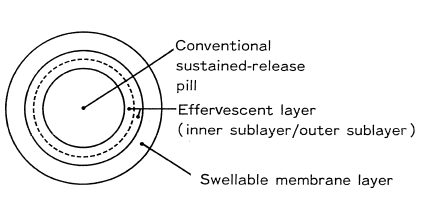 Conventional
sustained-release
pill
Effervescent layer
(inner sublayer/outer sublayer)
Swellable membrane layer